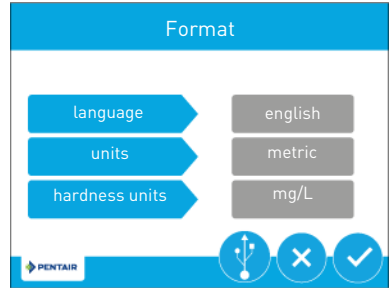 Format
language english
units metric
hardness units mg/L
PENTAIR